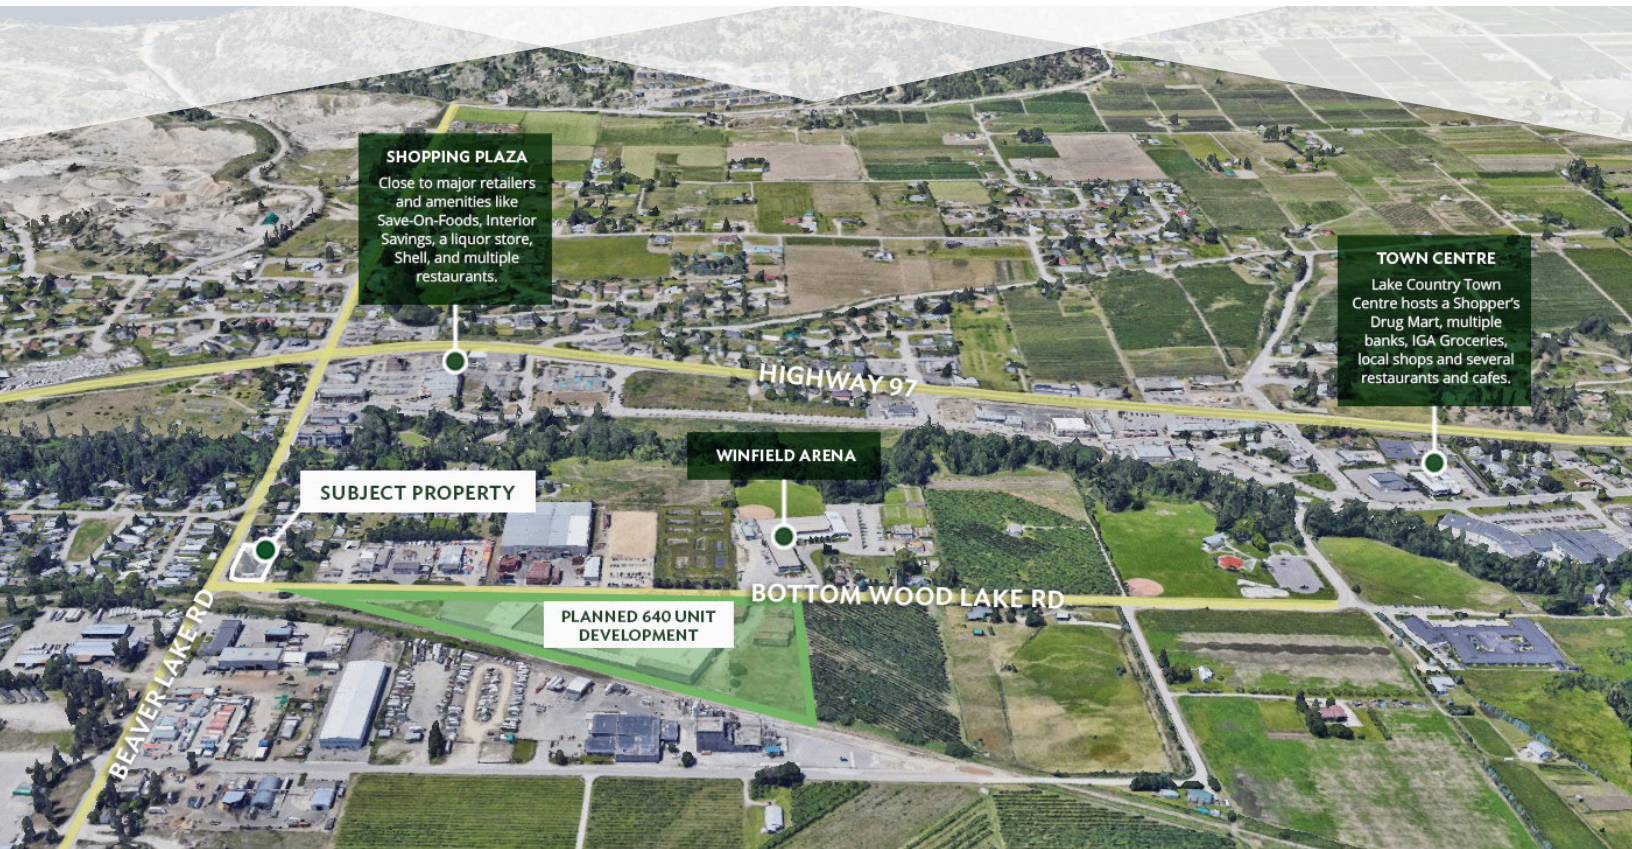 SHOPPING PLAZA
Close to major retailers
and amenities like
Save-On-Foods, Interior
Savings, a liquor store,
Shell, and multiple
restaurants.
TOWN CENTRE
Lake Country Town
Centre hosts a Shopper's
Drug Mart, multiple
banks, IGA Groceries,
local shops and several
restaurants and cafes.
HIGHWAY 97
WINFIELD ARENA
SUBJECT PROPERTY
BOTTOM WOOD LAKE RD
PLANNED 640 UNIT
DEVELOPMENT
BEAVER LAKE RD